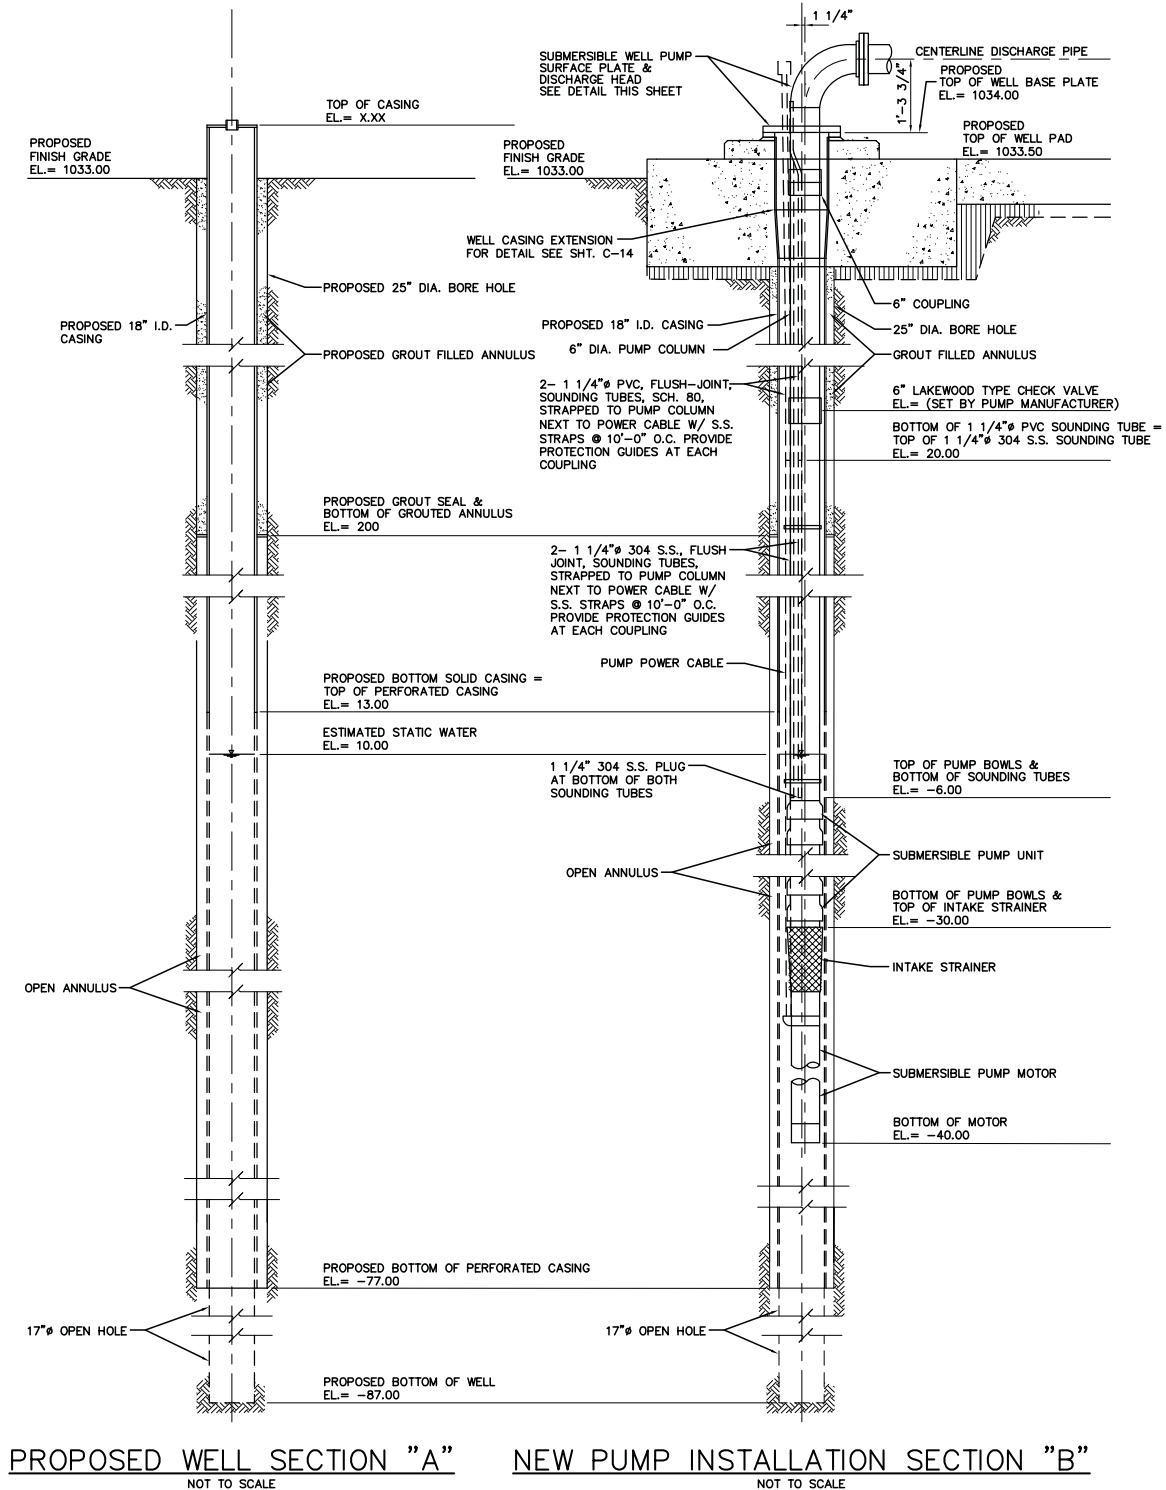 1 1/4"
SUBMERSIBLE WELL PUMP
SURFACE PLATE &
DISCHARGE HEAD
SEE DETAIL THIS SHEET
CENTERLINE DISCHARGE PIPE
1'-3 3/4"
PROPOSED
TOP OF WELL BASE PLATE
EL.= 1034.00
TOP OF CASING
EL.= X.XX
PROPOSED
FINISH GRADE
EL.= 1033.00
PROPOSED
FINISH GRADE
EL.= 1033.00
PROPOSED
TOP OF WELL PAD
EL.= 1033.50
WELL CASING EXTENSION
FOR DETAIL SEE SHT. C-14
PROPOSED 25" DIA. BORE HOLE
6" COUPLING
PROPOSED 18" I.D.
CASING
PROPOSED 18" I.D. CASING
25" DIA. BORE HOLE
PROPOSED GROUT FILLED ANNULUS
6" DIA. PUMP COLUMN
GROUT FILLED ANNULUS
2- 1 1/4"ø PVC, FLUSH-JOINT,
SOUNDING TUBES, SCH. 80,
STRAPPED TO PUMP COLUMN
NEXT TO POWER CABLE W/ S.S.
STRAPS @ 10'-0" O.C. PROVIDE
PROTECTION GUIDES AT EACH
COUPLING
6" LAKEWOOD TYPE CHECK VALVE
EL.= (SET BY PUMP MANUFACTURER)
BOTTOM OF 1 1/4"ø PVC SOUNDING TUBE =
TOP OF 1 1/4"ø 304 S.S. SOUNDING TUBE
EL.= 20.00
PROPOSED GROUT SEAL &
BOTTOM OF GROUTED ANNULUS
EL.= 200
2- 1 1/4"ø 304 S.S., FLUSH
JOINT, SOUNDING TUBES,
STRAPPED TO PUMP COLUMN
NEXT TO POWER CABLE W/
S.S. STRAPS @ 10'-0" O.C.
PROVIDE PROTECTION GUIDES
AT EACH COUPLING
PUMP POWER CABLE
PROPOSED BOTTOM SOLID CASING =
TOP OF PERFORATED CASING
EL.= 13.00
ESTIMATED STATIC WATER
EL.= 10.00
1 1/4" 304 S.S. PLUG
AT BOTTOM OF BOTH
SOUNDING TUBES
TOP OF PUMP BOWLS &
BOTTOM OF SOUNDING TUBES
EL.= -6.00
SUBMERSIBLE PUMP UNIT
OPEN ANNULUS
BOTTOM OF PUMP BOWLS &
TOP OF INTAKE STRAINER
EL.= -30.00
INTAKE STRAINER
OPEN ANNULUS
SUBMERSIBLE PUMP MOTOR
BOTTOM OF MOTOR
EL.= -40.00
PROPOSED BOTTOM OF PERFORATED CASING
EL.= -77.00
17"ø OPEN HOLE
17"ø OPEN HOLE
PROPOSED BOTTOM OF WELL
EL.= -87.00
PROPOSED WELL SECTION "A"
NOT TO SCALE
NEW PUMP INSTALLATION SECTION "B"
NOT TO SCALE